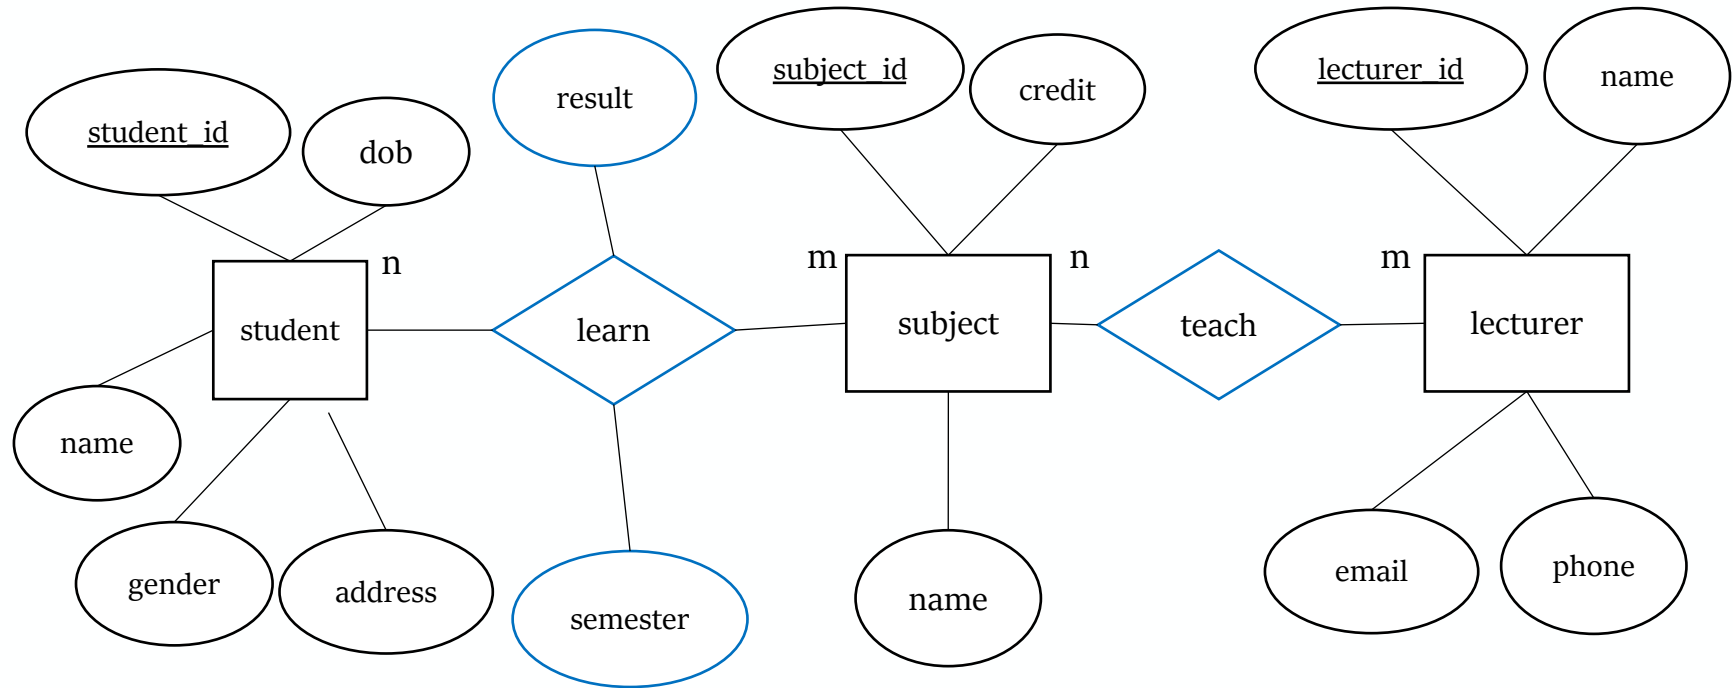 result
subject_id
credit
lecturer_id
name
student_id
dob
n
m
n
m
student
learn
subject
teach
lecturer
name
gender
address
semester
name
email
phone